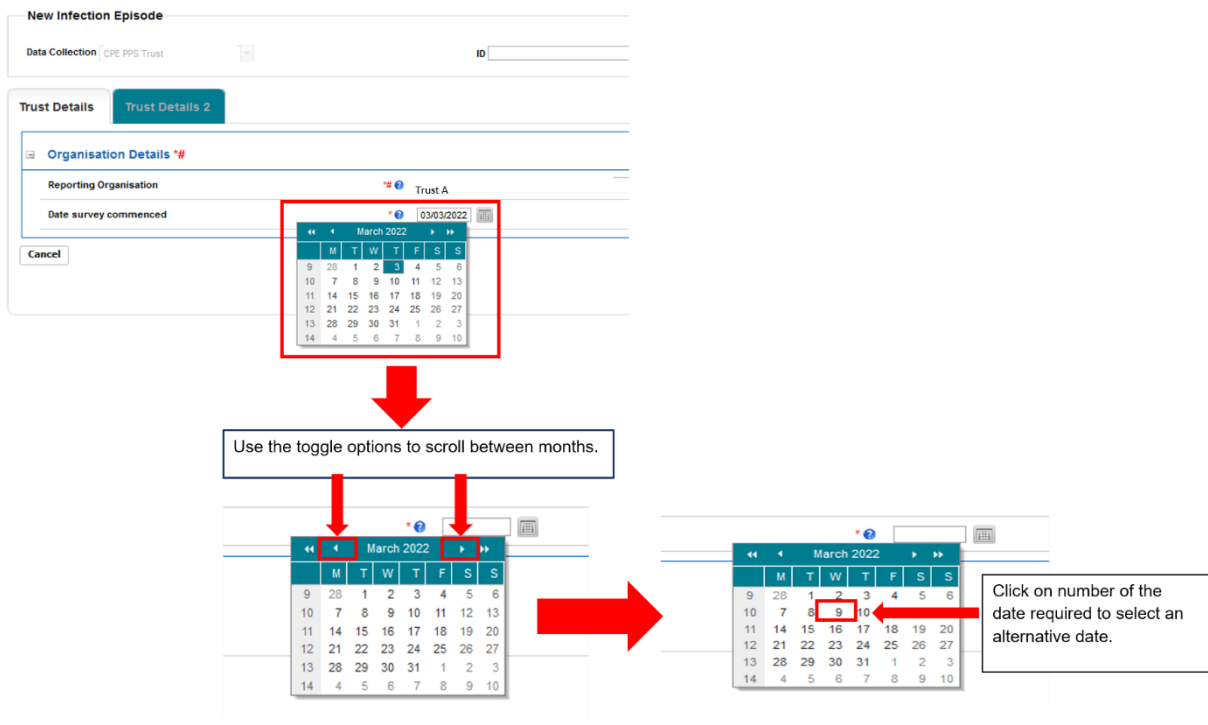 New Infection Episode
Data Collection CPE PPS Trust ID
Trust Details Trust Details 2
Organisation Details *#
Reporting Organisation *# Trust A
Date survey commenced * 03/03/2022
March 2022
M T W T F S S
9 28 1 2 3 4 5 6
10 7 8 9 10 11 12 13
11 14 15 16 17 18 19 20
12 21 22 23 24 25 26 27
13 28 29 30 31 1 2 3
14 4 5 6 7 8 9 10
Cancel
Use the toggle options to scroll between months.
*
March 2022
M T W T F S S
9 28 1 2 3 4 5 6
10 7 8 9 10 11 12 13
11 14 15 16 17 18 19 20
12 21 22 23 24 25 26 27
13 28 29 30 31 1 2 3
14 4 5 6 7 8 9 10
*
March 2022
M T W T F S S
9 28 1 2 3 4 5 6
10 7 8 9 10
11 14 15 16 17 18 19 20
12 21 22 23 24 25 26 27
13 28 29 30 31 1 2 3
14 4 5 6 7 8 9 10
Click on number of the
date required to select an
alternative date.